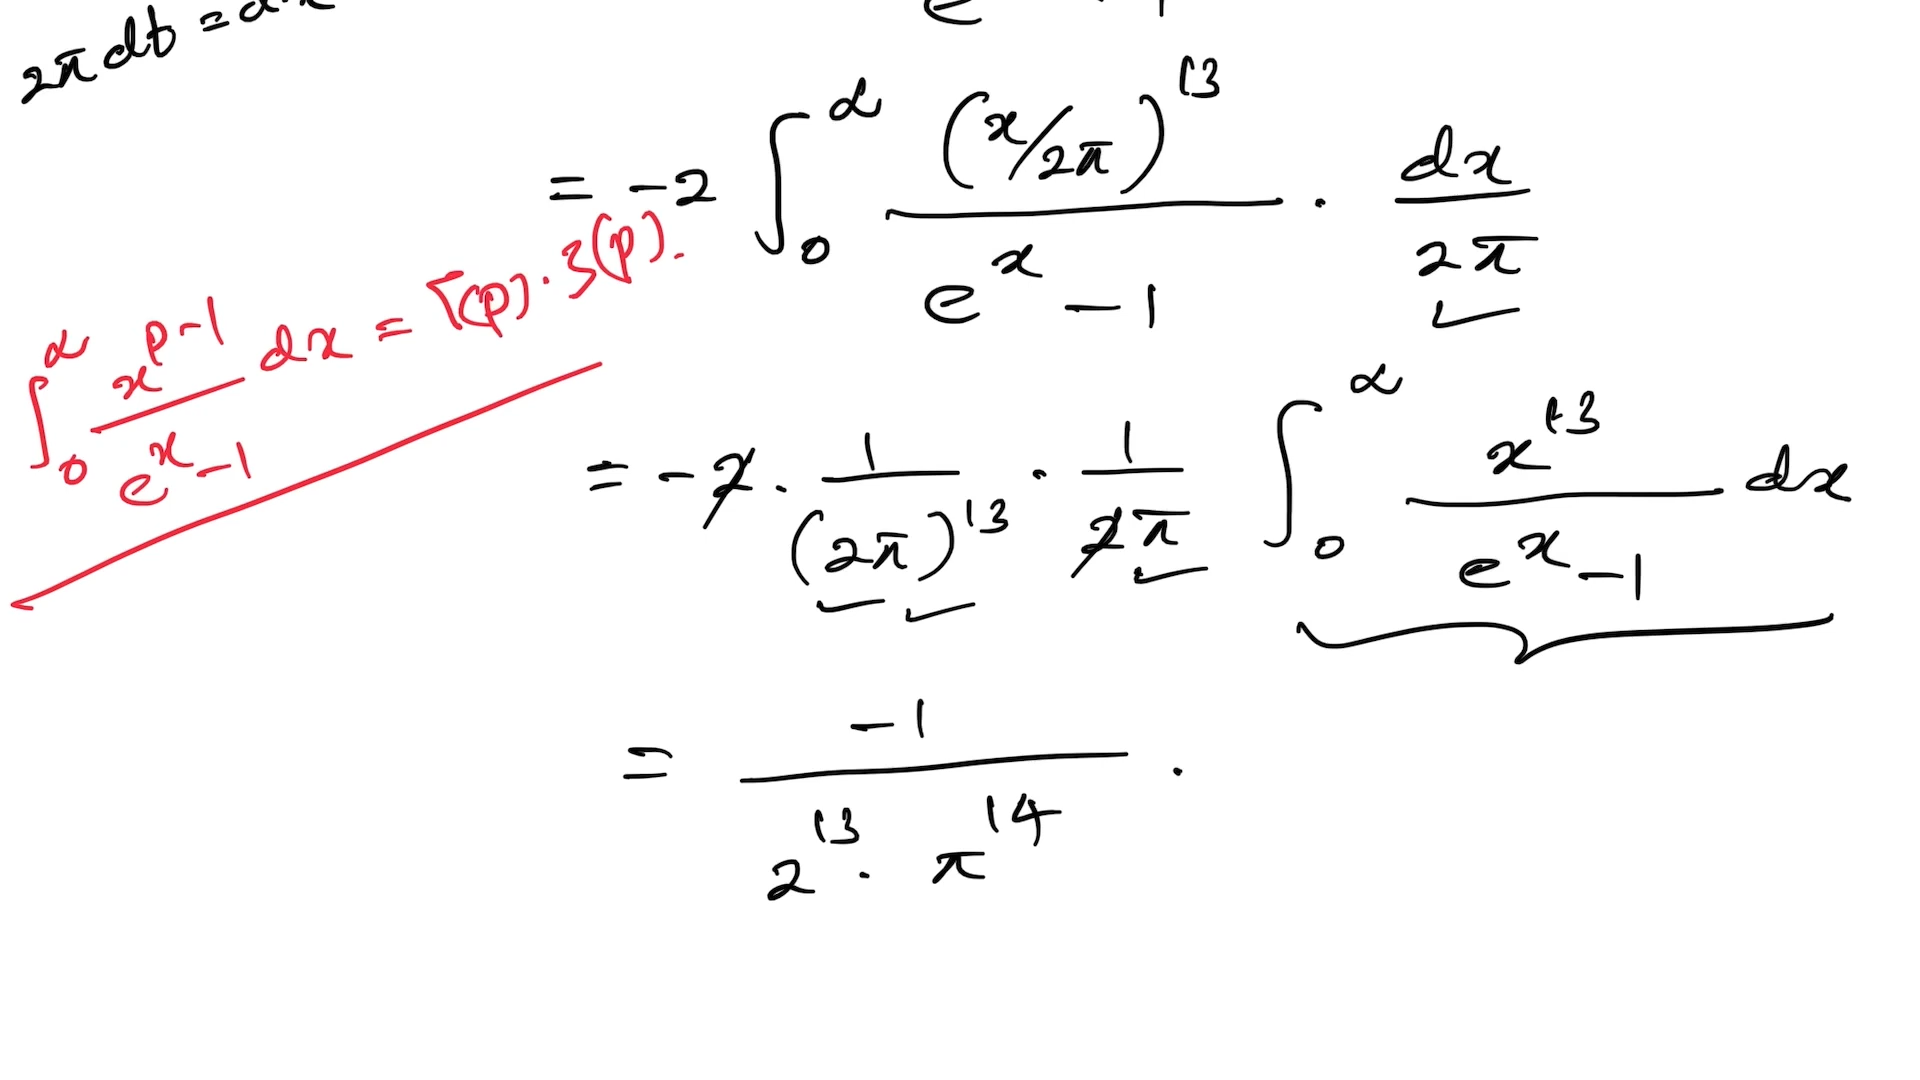 2π dt = dx
= -2 ∫₀^∝ (x/2π)^13 / (e^x - 1) · dx/2π
∫₀^∝ x^(p-1) / (e^x - 1) dx = Γ(p) · ζ(p).
= -2 · 1/(2π)^13 · 1/2π ∫₀^∝ x^13 / (e^x - 1) dx
= -1 / (2^13 · π^14) ·